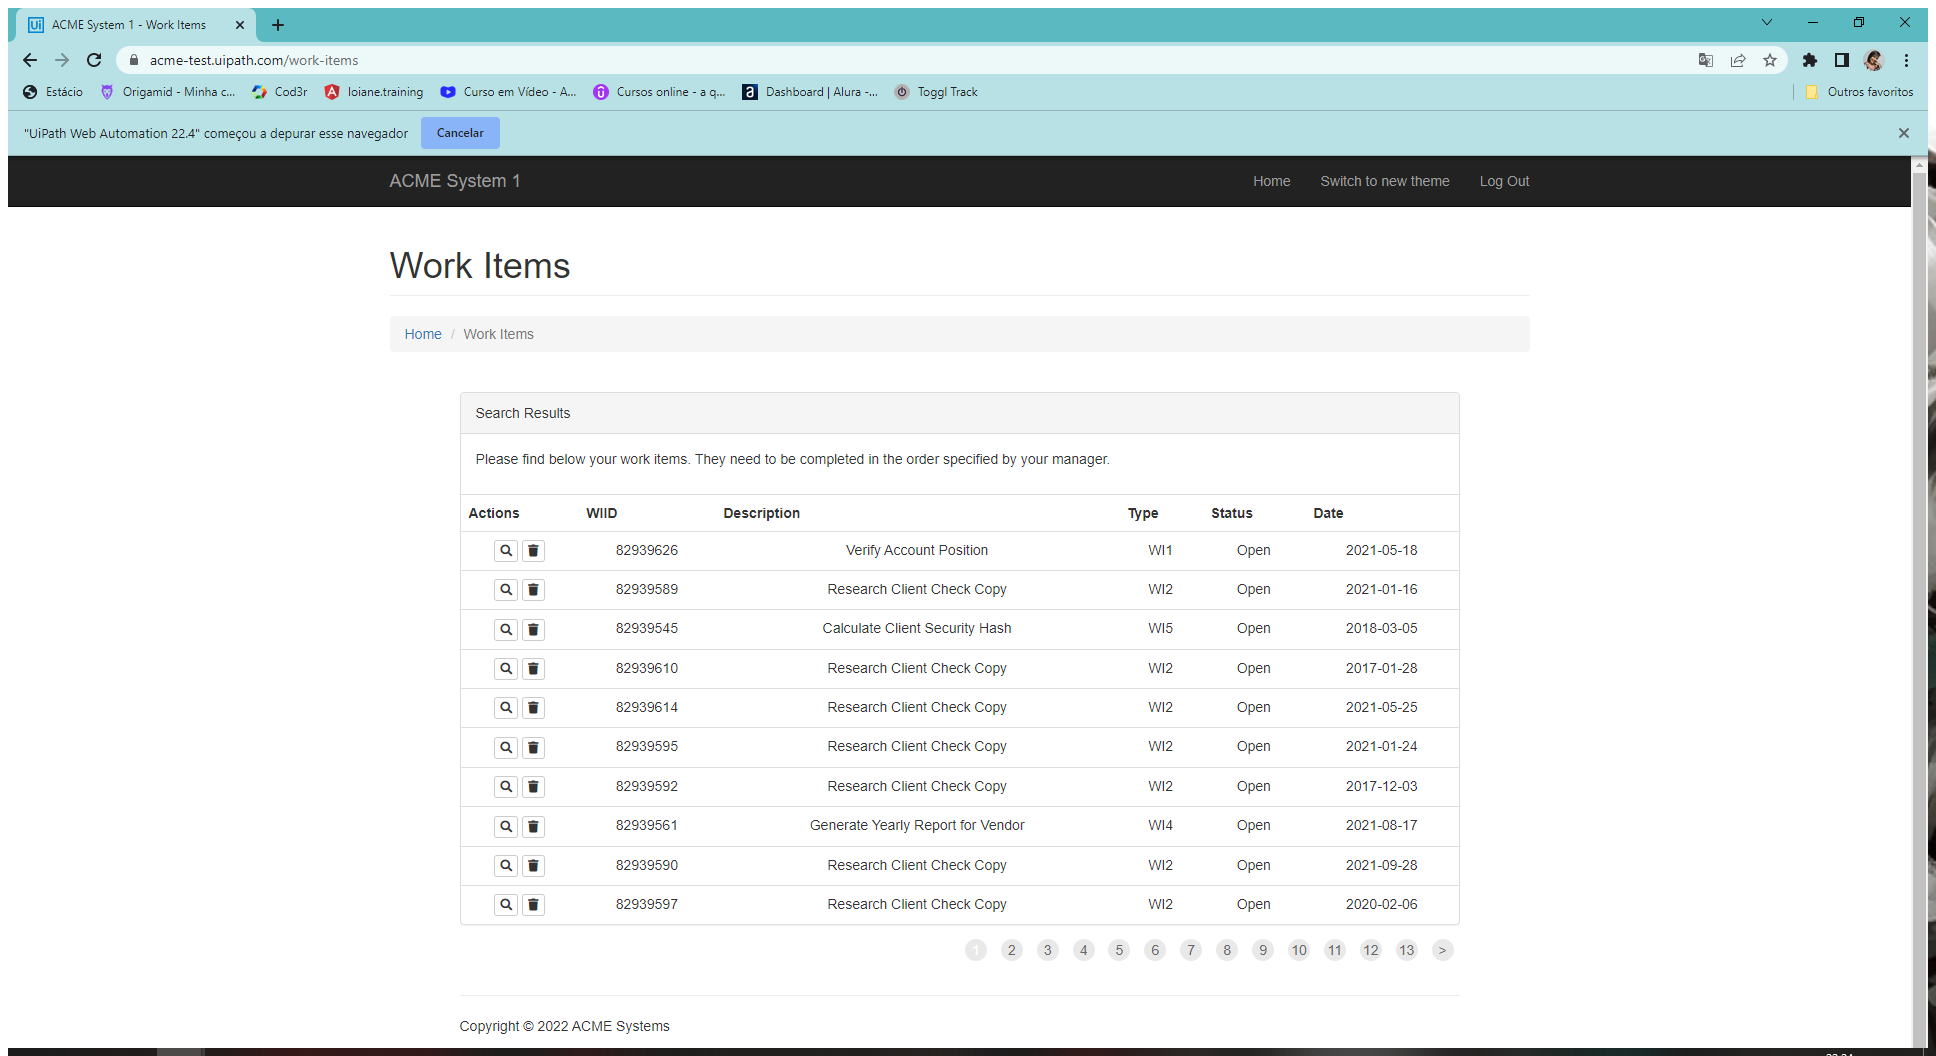 ACME System 1 - Work Items
acme-test.uipath.com/work-items
Estácio Origamid - Minha c... Cod3r loiane.training Curso em Vídeo - A... Cursos online - a q... Dashboard | Alura -... Toggl Track Outros favoritos
"UiPath Web Automation 22.4" começou a depurar esse navegador Cancelar
ACME System 1 Home Switch to new theme Log Out
Work Items
Home / Work Items
Search Results
Please find below your work items. They need to be completed in the order specified by your manager.
Actions WIID Description Type Status Date
82939626 Verify Account Position WI1 Open 2021-05-18
82939589 Research Client Check Copy WI2 Open 2021-01-16
82939545 Calculate Client Security Hash WI5 Open 2018-03-05
82939610 Research Client Check Copy WI2 Open 2017-01-28
82939614 Research Client Check Copy WI2 Open 2021-05-25
82939595 Research Client Check Copy WI2 Open 2021-01-24
82939592 Research Client Check Copy WI2 Open 2017-12-03
82939561 Generate Yearly Report for Vendor WI4 Open 2021-08-17
82939590 Research Client Check Copy WI2 Open 2021-09-28
82939597 Research Client Check Copy WI2 Open 2020-02-06
1 2 3 4 5 6 7 8 9 10 11 12 13 >
Copyright © 2022 ACME Systems